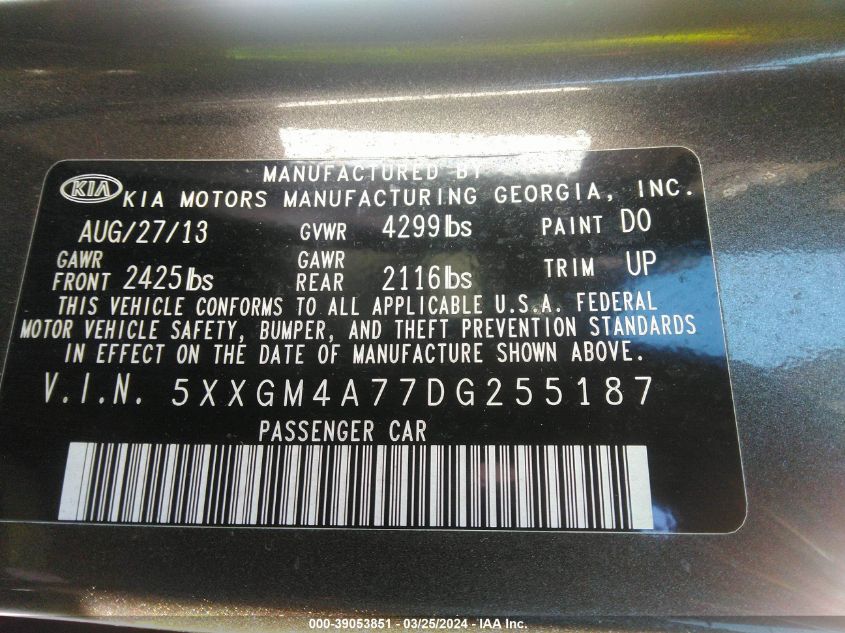 MANUFACTURED BY
KIA KIA MOTORS MANUFACTURING GEORGIA, INC.
AUG/27/13 GVWR 4299lbs PAINT D0
GAWR FRONT 2425lbs GAWR REAR 2116lbs TRIM UP
THIS VEHICLE CONFORMS TO ALL APPLICABLE U.S.A. FEDERAL
MOTOR VEHICLE SAFETY, BUMPER, AND THEFT PREVENTION STANDARDS
IN EFFECT ON THE DATE OF MANUFACTURE SHOWN ABOVE.
V.I.N. 5XXGM4A77DG255187
PASSENGER CAR
000-39053851 — 03/25/2024 — IAA Inc.